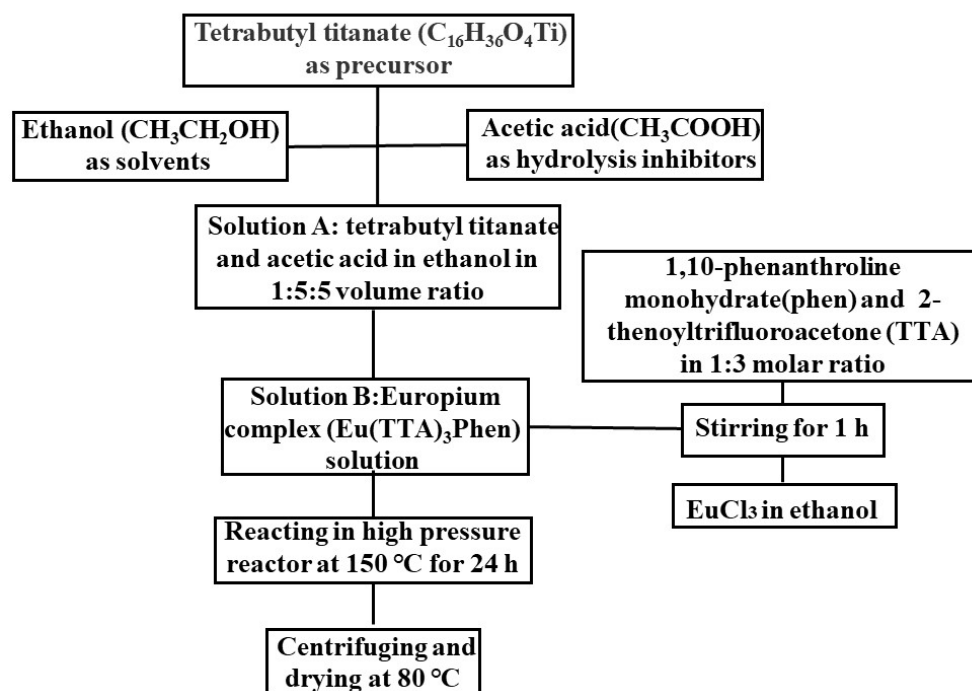 Tetrabutyl titanate (C₁₆H₃₆O₄Ti)
as precursor
Ethanol (CH₃CH₂OH)
as solvents
Acetic acid(CH₃COOH)
as hydrolysis inhibitors
Solution A: tetrabutyl titanate
and acetic acid in ethanol in
1:5:5 volume ratio
1,10-phenanthroline
monohydrate(phen) and 2-
thenoyltrifluoroacetone (TTA)
in 1:3 molar ratio
Solution B:Europium
complex (Eu(TTA)₃Phen)
solution
Stirring for 1 h
EuCl₃ in ethanol
Reacting in high pressure
reactor at 150 °C for 24 h
Centrifuging and
drying at 80 °C